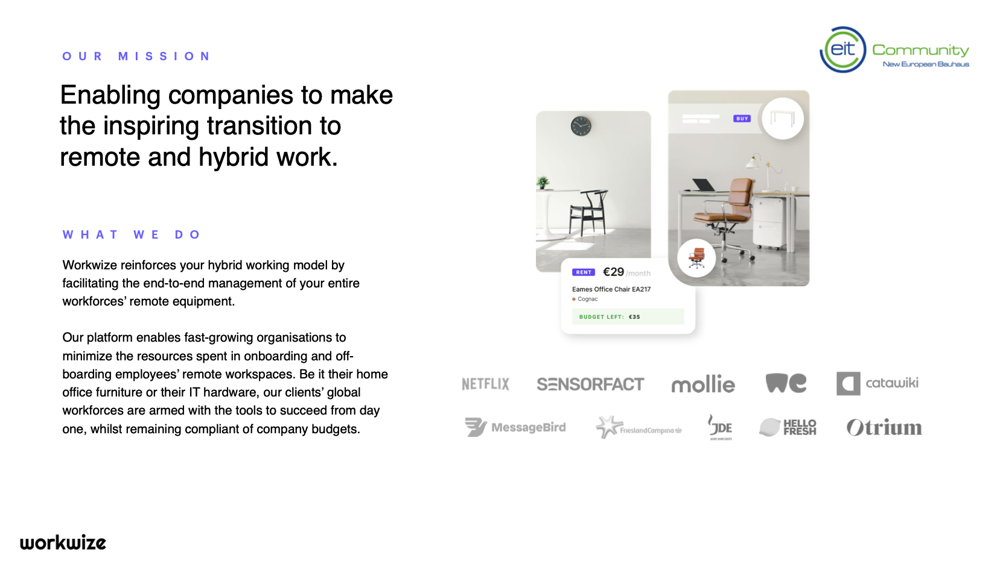 OUR MISSION
Enabling companies to make
the inspiring transition to
remote and hybrid work.
WHAT WE DO
Workwize reinforces your hybrid working model by
facilitating the end-to-end management of your entire
workforces’ remote equipment.
Our platform enables fast-growing organisations to
minimize the resources spent in onboarding and off-
boarding employees’ remote workspaces. Be it their home
office furniture or their IT hardware, our clients’ global
workforces are armed with the tools to succeed from day
one, whilst remaining compliant of company budgets.
eit Community
New European Bauhaus
BUY
RENT €29 /month
Eames Office Chair EA217
Cognac
BUDGET LEFT: €35
NETFLIX SENSORFACT mollie we catawiki
MessageBird FrieslandCampina JDE HELLO FRESH Otrium
JACOBS DOUWE EGBERTS
workwize